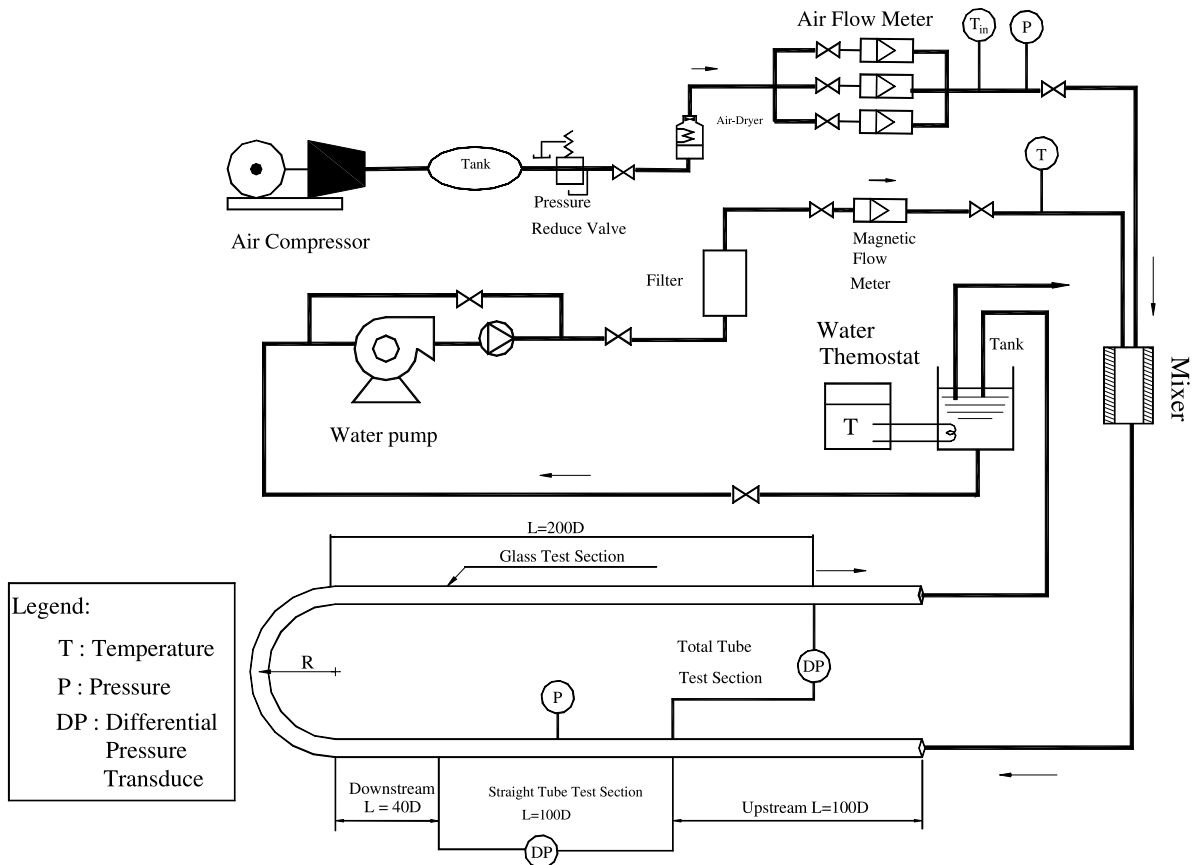 Air Flow Meter
Tin
P
Air-Dryer
T
Tank
Pressure
Reduce Valve
Air Compressor
Magnetic
Flow
Meter
Filter
Water
Themostat
Tank
Mixer
T
Water pump
L=200D
Glass Test Section
Legend:
T : Temperature
P : Pressure
DP : Differential
Pressure
Transduce
R
Total Tube
Test Section
DP
P
Downstream
L = 40D
Straight Tube Test Section
L=100D
Upstream L=100D
DP